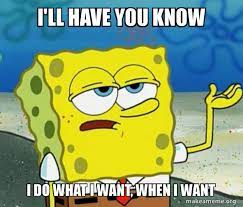 I'LL HAVE YOU KNOW
I DO WHAT I WANT, WHEN I WANT
makeameme.org